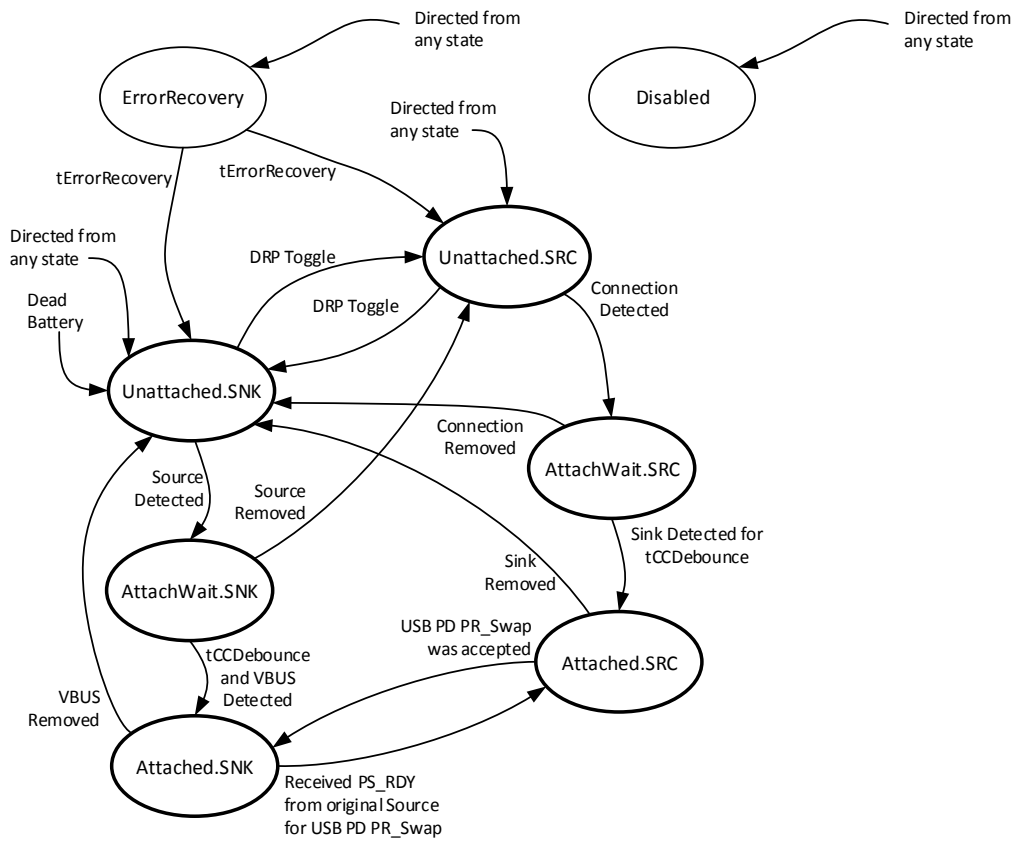 Directed from
any state
Directed from
any state
ErrorRecovery
Disabled
Directed from
any state
tErrorRecovery
tErrorRecovery
Directed from
any state
DRP Toggle
Unattached.SRC
Dead
Battery
DRP Toggle
Connection
Detected
Unattached.SNK
Connection
Removed
AttachWait.SRC
Source
Detected
Source
Removed
Sink Detected for
tCCDebounce
Sink
Removed
AttachWait.SNK
USB PD PR_Swap
was accepted
Attached.SRC
tCCDebounce
and VBUS
Detected
VBUS
Removed
Attached.SNK
Received PS_RDY
from original Source
for USB PD PR_Swap